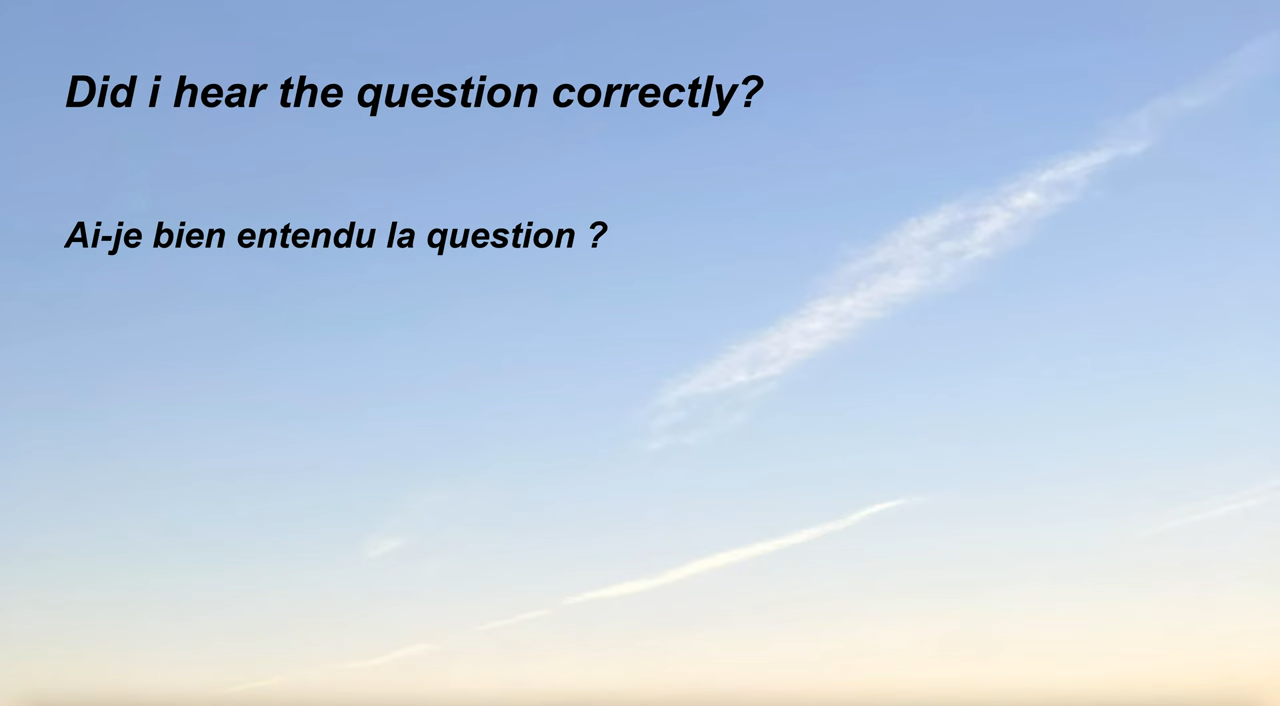 Did i hear the question correctly?
Ai-je bien entendu la question ?